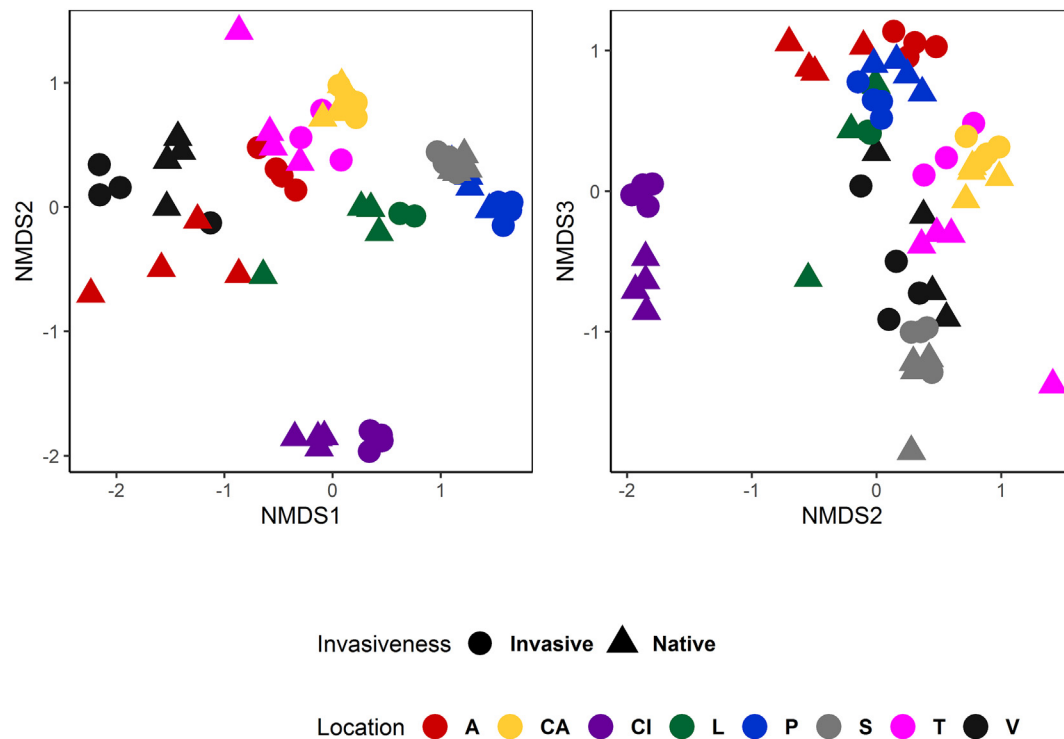 1
0
-1
-2
NMDS2
-2 -1 0 1
NMDS1
1
0
-1
NMDS3
-2 -1 0 1
NMDS2
Invasiveness Invasive Native
Location A CA CI L P S T V